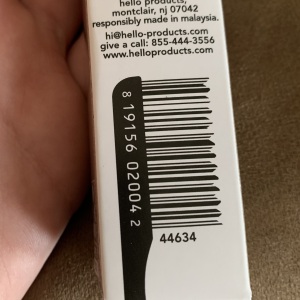 hello products,
montclair, nj 07042
responsibly made in malaysia.
hi@hello-products.com
give a call: 855-444-3556
www.helloproducts.com
8 19156 02004 2
44634